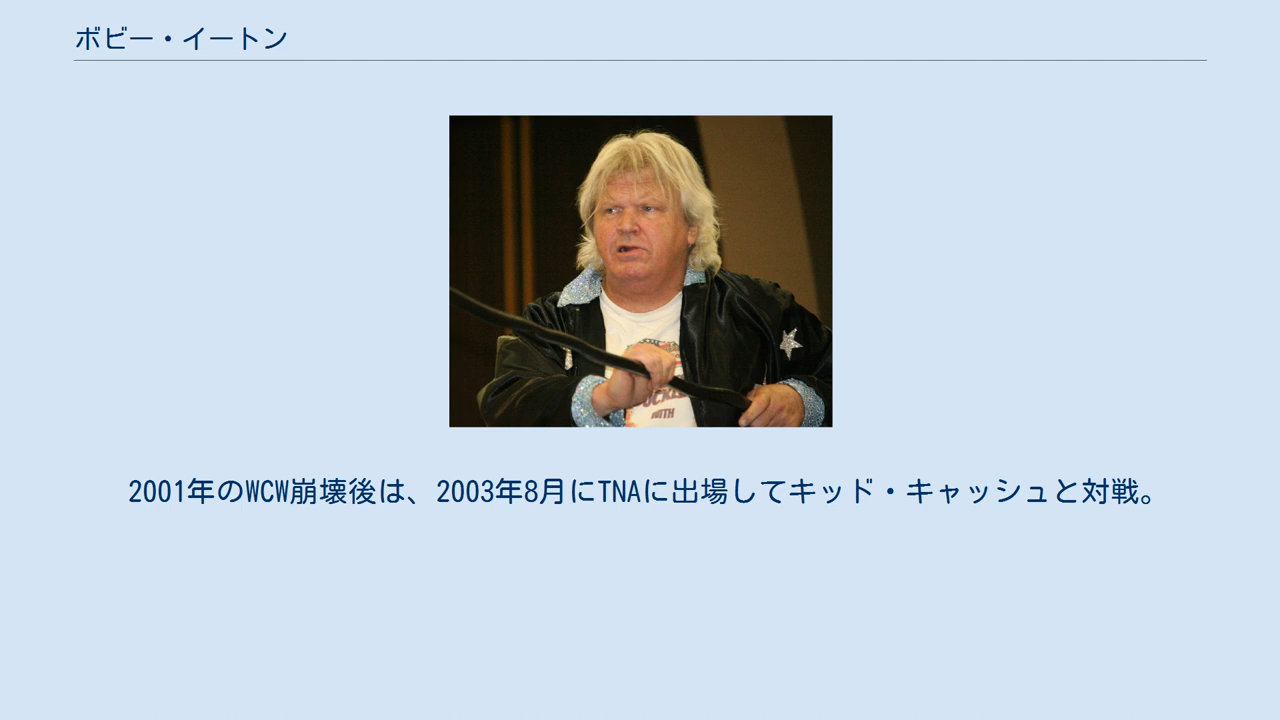 ボビー・イートン
WITH
2001年のWCW崩壊後は、2003年8月にTNAに出場してキッド・キャッシュと対戦。